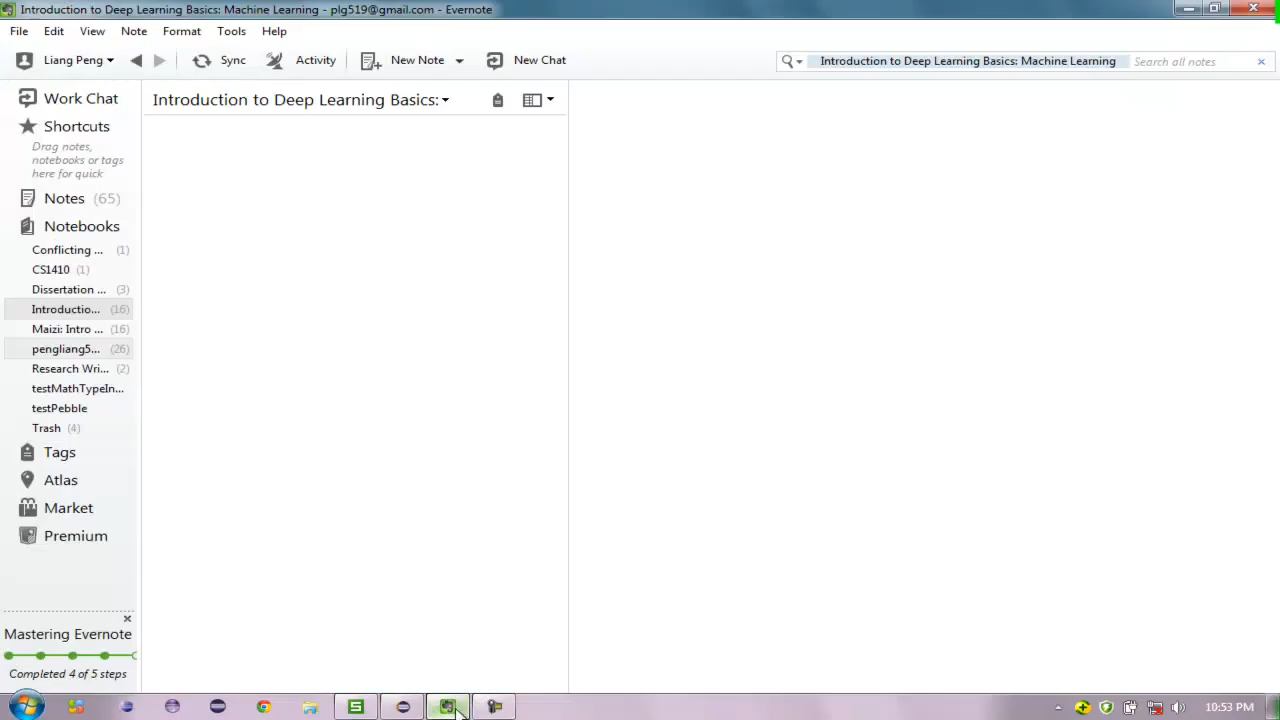 Introduction to Deep Learning Basics: Machine Learning - plg519@gmail.com - Evernote
File Edit View Note Format Tools Help
Liang Peng Sync Activity New Note New Chat Introduction to Deep Learning Basics: Machine Learning Search all notes
Work Chat
Shortcuts
Drag notes,
notebooks or tags
here for quick
Notes (65)
Notebooks
Conflicting ... (1)
CS1410 (1)
Dissertation ... (3)
Introductio... (16)
Maizi: Intro ... (16)
pengliang5... (26)
Research Wri... (2)
testMathTypeIn...
testPebble
Trash (4)
Tags
Atlas
Market
Premium
Introduction to Deep Learning Basics:
Mastering Evernote
Completed 4 of 5 steps
10:53 PM